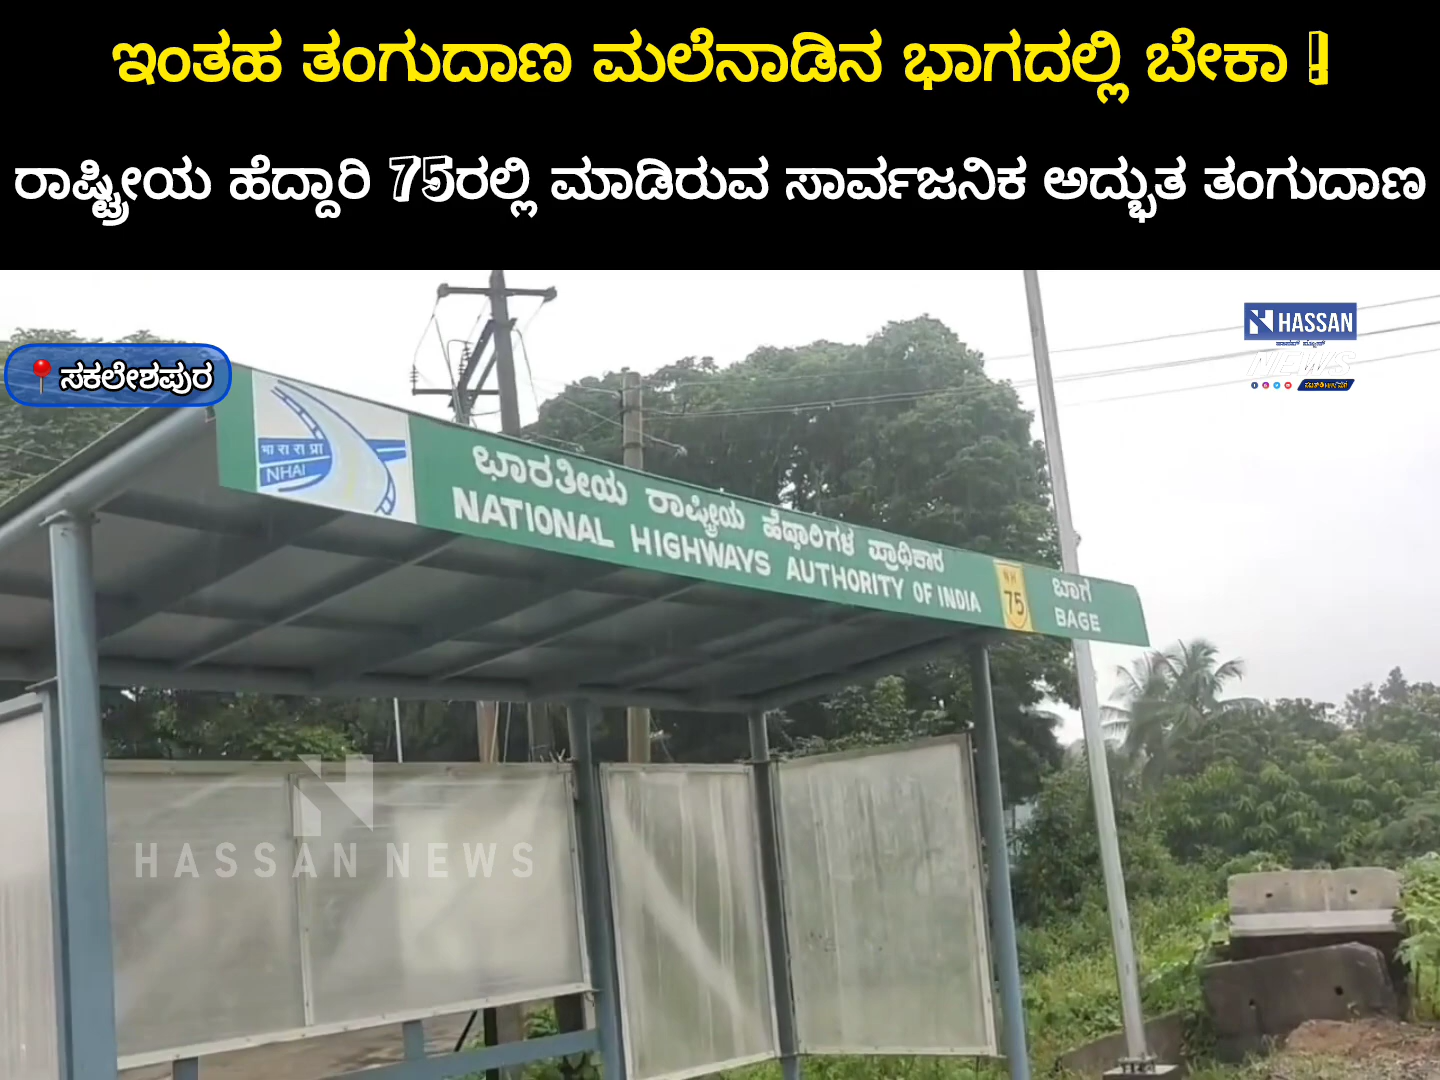 ಇಂತಹ ತಂಗುದಾಣ ಮಲೆನಾಡಿನ ಭಾಗದಲ್ಲಿ ಬೇಕಾ !
ರಾಷ್ಟ್ರೀಯ ಹೆದ್ದಾರಿ 75ರಲ್ಲಿ ಮಾಡಿರುವ ಸಾರ್ವಜನಿಕ ಅದ್ಭುತ ತಂಗುದಾಣ
HASSAN
NEWS
ಸಕಲೇಶಪುರ
भा रा रा प्रा
NHAI
ಭಾರತೀಯ ರಾಷ್ಟ್ರೀಯ ಹೆದ್ದಾರಿಗಳ ಪ್ರಾಧಿಕಾರ
NATIONAL HIGHWAYS AUTHORITY OF INDIA
NH
75
ಬಾಗೆ
BAGE
HASSAN NEWS